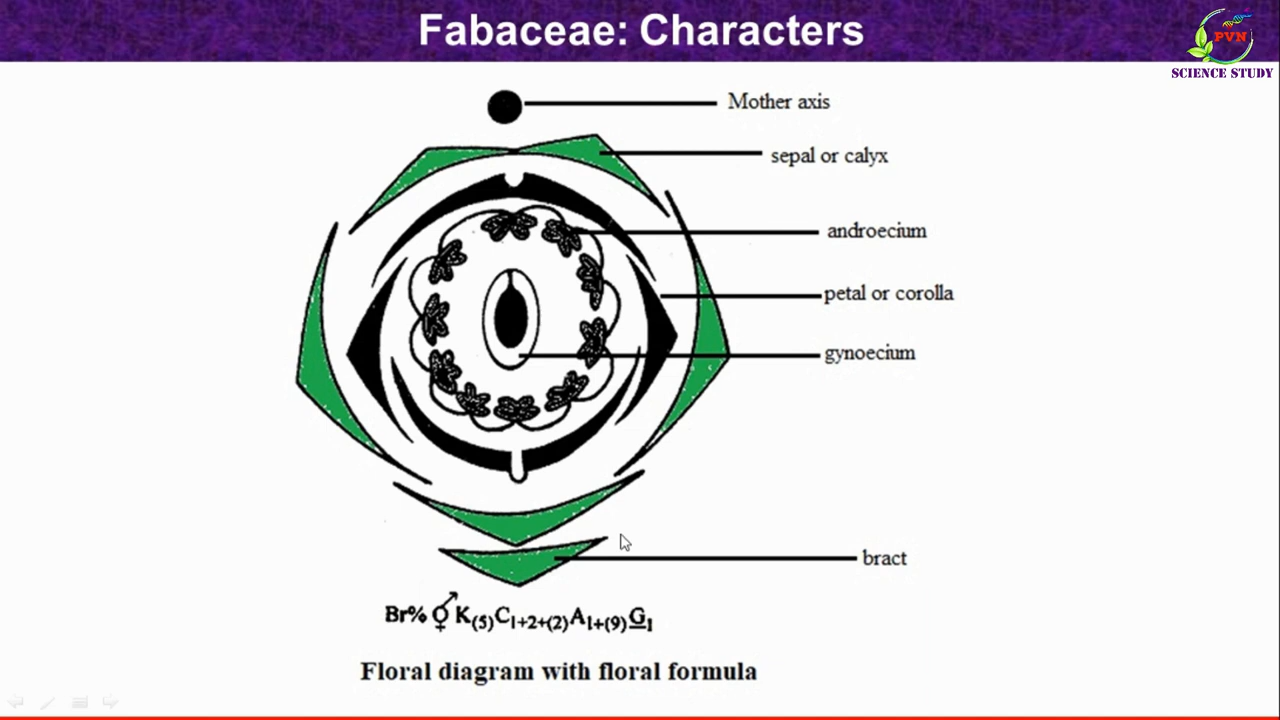 Fabaceae: Characters
PVN
SCIENCE STUDY
Mother axis
sepal or calyx
androecium
petal or corolla
gynoecium
bract
Br% ⚥ K(5)C1+2+(2)A1+(9)G1
Floral diagram with floral formula